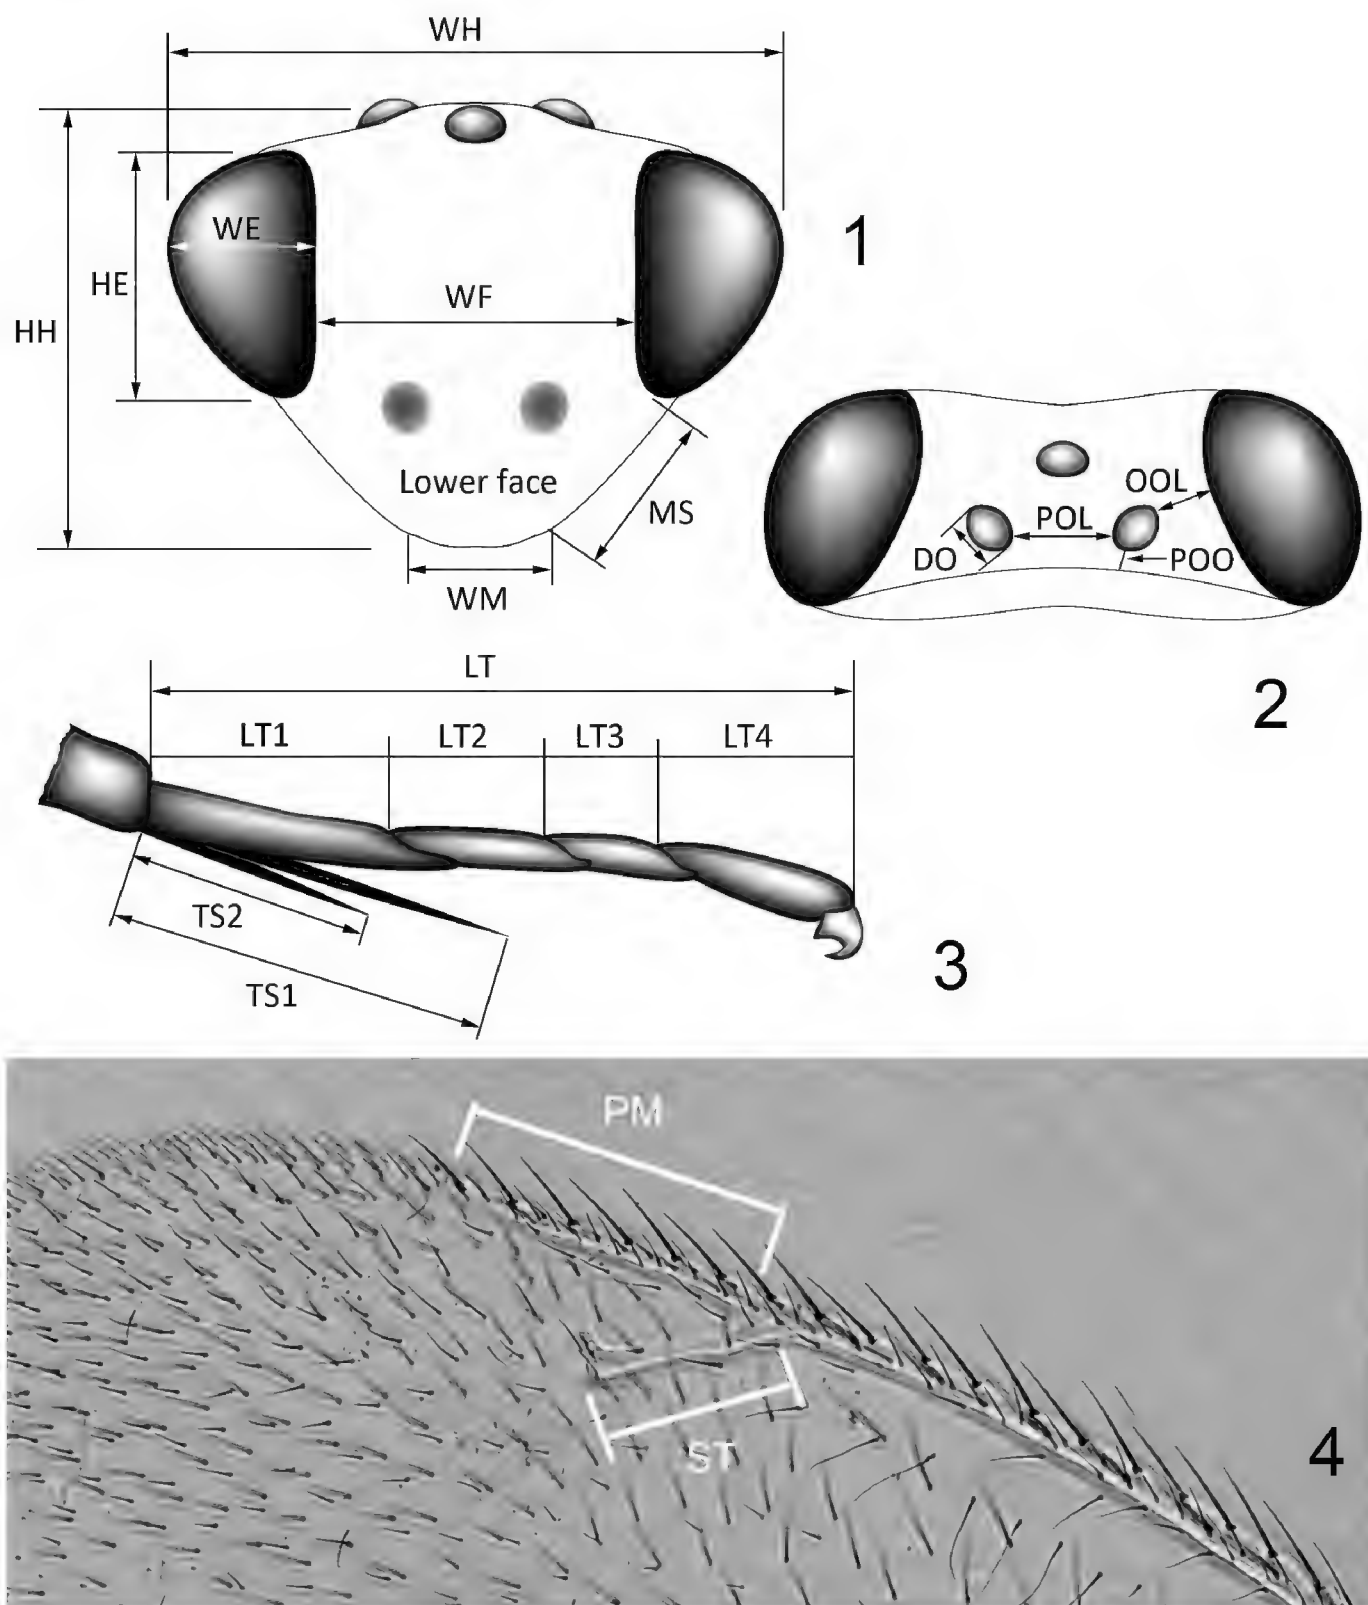 WH
WE
HE
WF
HH
1
Lower face
MS
WM
OOL
POL
DO
POO
2
LT
LT1 LT2 LT3 LT4
TS2
TS1
3
PM
ST
4